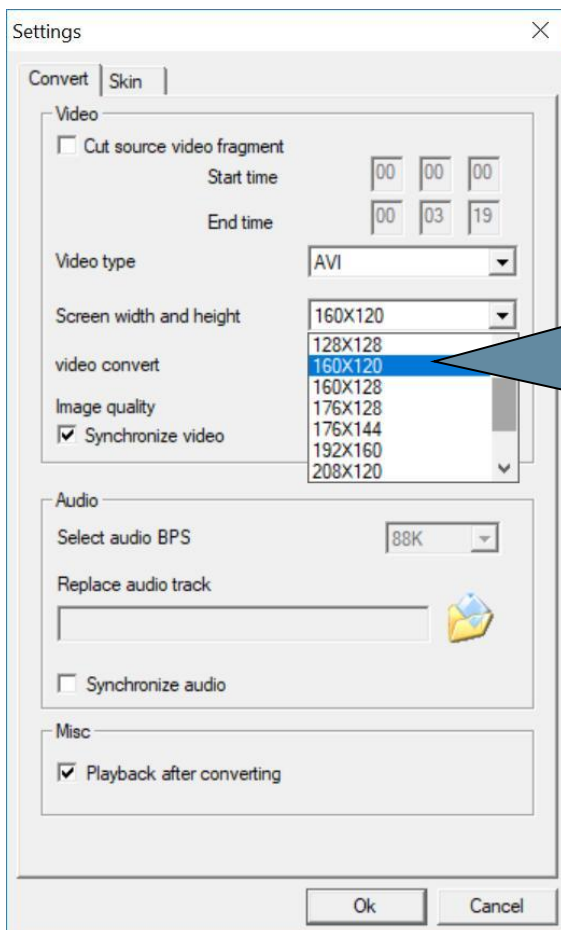 Settings
Convert Skin
Video
Cut source video fragment
Start time 00 00 00
End time 00 03 19
Video type AVI
Screen width and height 160X120
128X128
video convert 160X120
160X128
Image quality 176X128
Synchronize video 176X144
192X160
208X120
Audio
Select audio BPS 88K
Replace audio track
Synchronize audio
Misc
Playback after converting
Ok Cancel